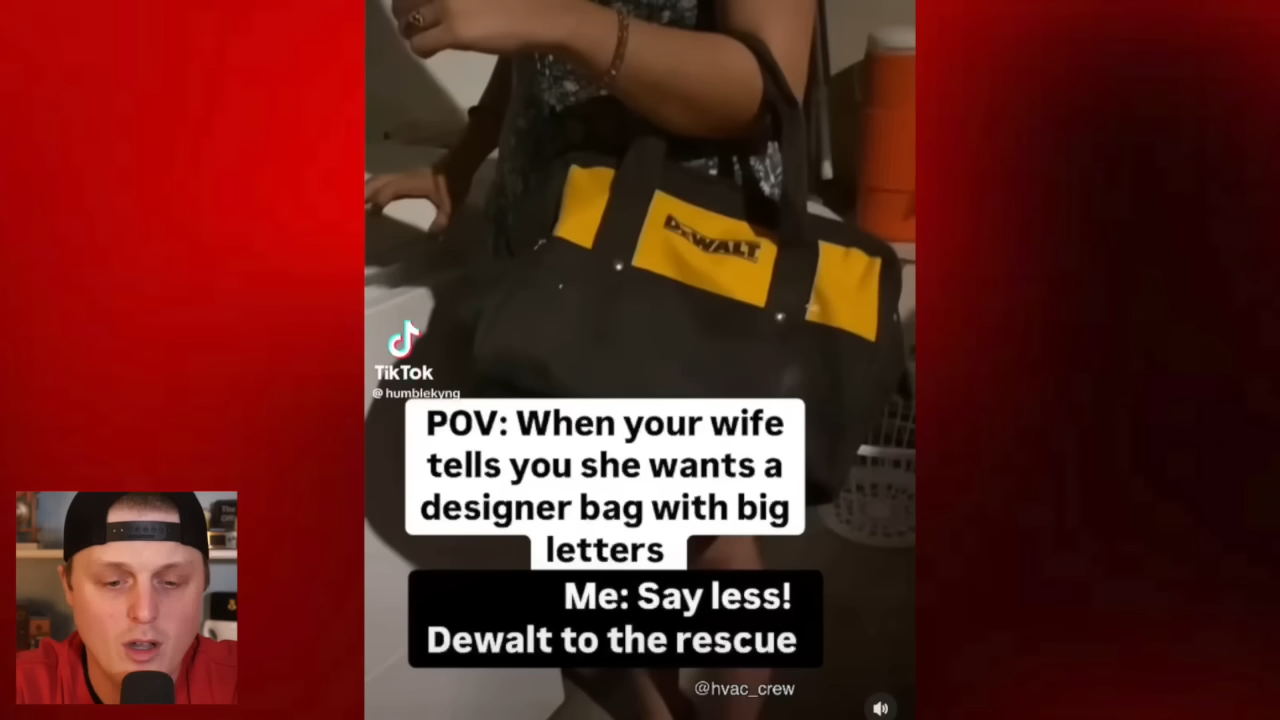 DEWALT
TikTok
@humblekyng
POV: When your wife
tells you she wants a
designer bag with big
letters
Me: Say less!
Dewalt to the rescue
@hvac_crew